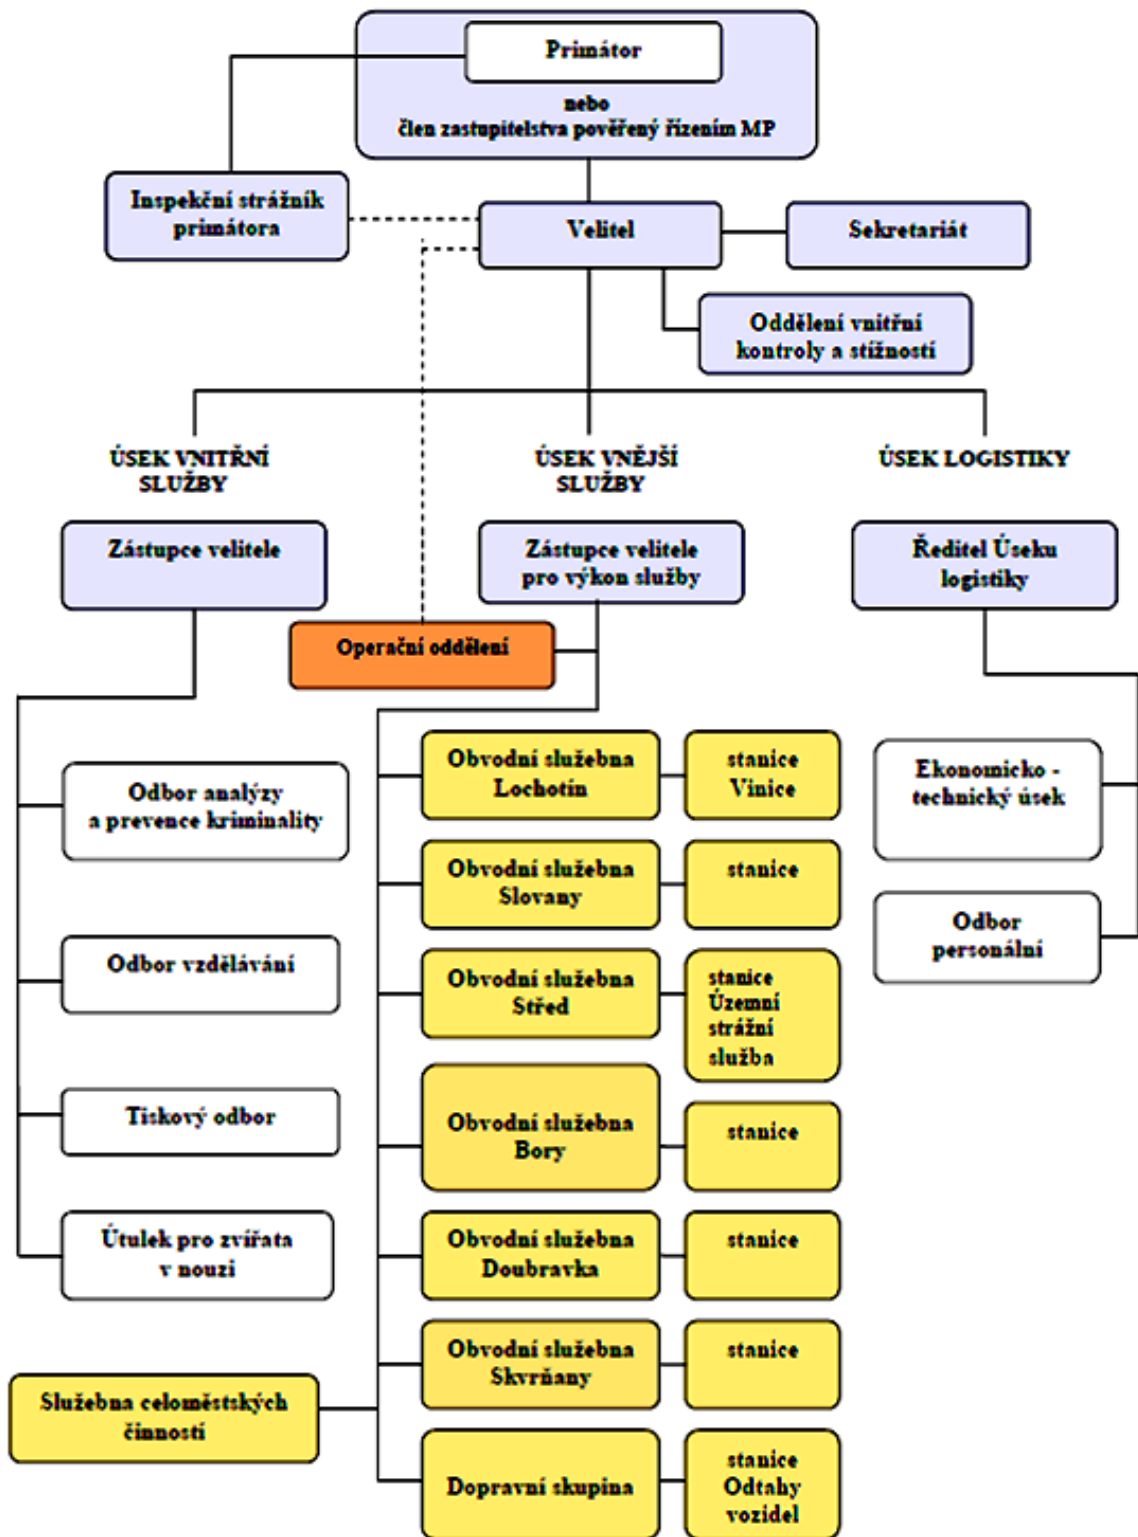 Primátor
nebo
člen zastupitelstva pověřený řízením MP
Inspekční strážník
primátora
Velitel
Sekretariát
Oddělení vnitřní
kontroly a stížností
ÚSEK VNITŘNÍ
SLUŽBY
ÚSEK VNĚJŠÍ
SLUŽBY
ÚSEK LOGISTIKY
Zástupce velitele
Zástupce velitele
pro výkon služby
Ředitel Úseku
logistiky
Operační oddělení
Odbor analýzy
a prevence kriminality
Odbor vzdělávání
Tiskový odbor
Útulek pro zvířata
v nouzi
Služebna celoměstských
činností
Obvodní služebna
Lochotín
stanice
Vinice
Obvodní služebna
Slovany
stanice
Obvodní služebna
Střed
stanice
Územní
strážní
služba
Obvodní služebna
Bory
stanice
Obvodní služebna
Doubravka
stanice
Obvodní služebna
Skvrňany
stanice
Dopravní skupina
stanice
Odtahy
vozidel
Ekonomicko -
technický úsek
Odbor
personální